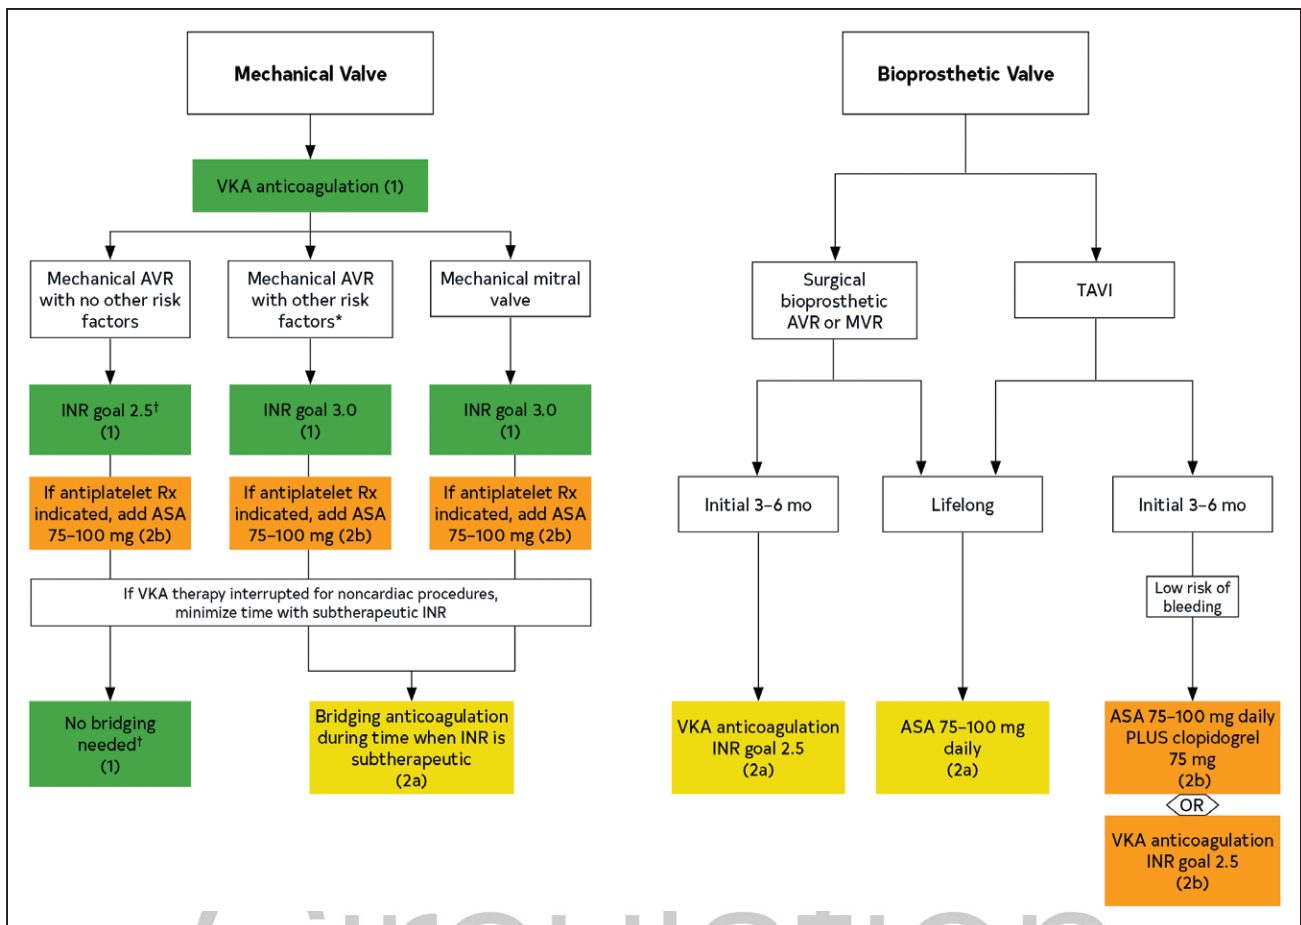 Mechanical Valve
VKA anticoagulation (1)
Mechanical AVR
with no other risk
factors
Mechanical AVR
with other risk
factors*
Mechanical mitral
valve
INR goal 2.5†
(1)
INR goal 3.0
(1)
INR goal 3.0
(1)
If antiplatelet Rx
indicated, add ASA
75–100 mg (2b)
If antiplatelet Rx
indicated, add ASA
75–100 mg (2b)
If antiplatelet Rx
indicated, add ASA
75–100 mg (2b)
If VKA therapy interrupted for noncardiac procedures,
minimize time with subtherapeutic INR
No bridging
needed†
(1)
Bridging anticoagulation
during time when INR is
subtherapeutic
(2a)
Bioprosthetic Valve
Surgical
bioprosthetic
AVR or MVR
TAVI
Initial 3–6 mo
Lifelong
Initial 3–6 mo
Low risk of
bleeding
VKA anticoagulation
INR goal 2.5
(2a)
ASA 75–100 mg
daily
(2a)
ASA 75–100 mg daily
PLUS clopidogrel
75 mg
(2b)
OR
VKA anticoagulation
INR goal 2.5
(2b)